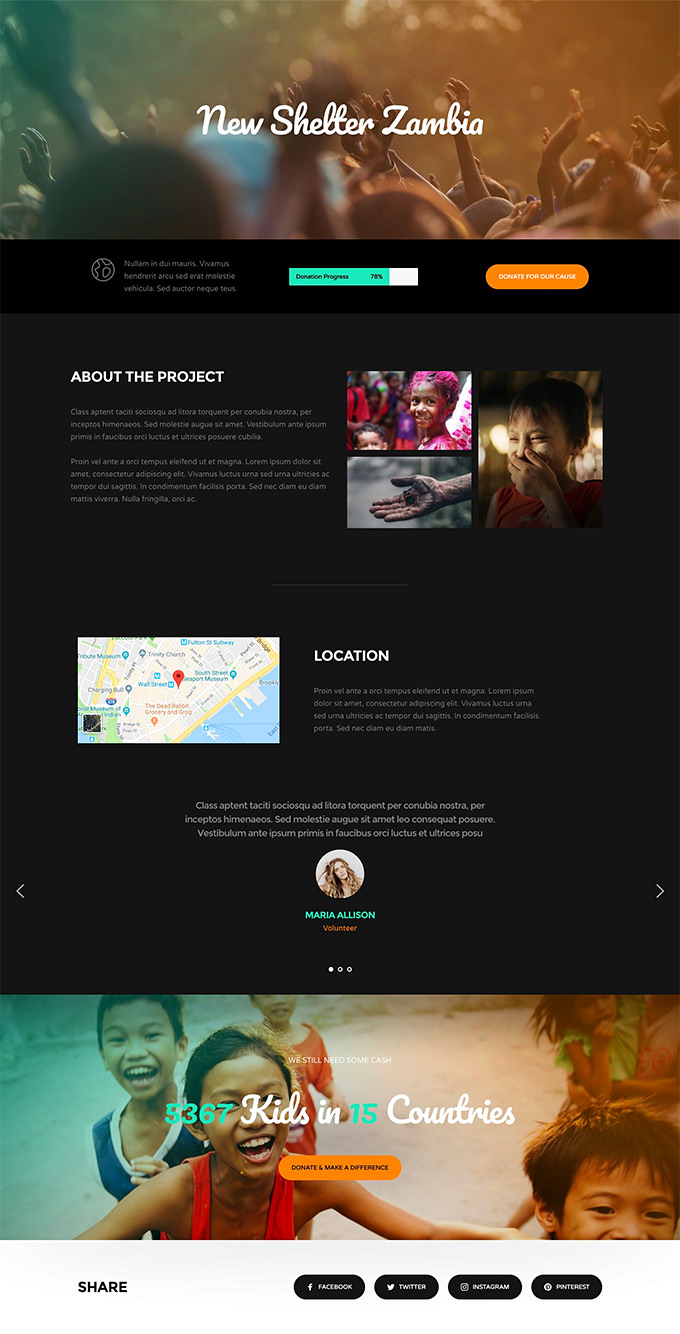 New Shelter Zambia
Nullam in dui mauris. Vivamus
hendrerit arcu sed erat molestie
vehicula. Sed auctor neque teus.
Donation Progress 78%
DONATE FOR OUR CAUSE
ABOUT THE PROJECT
Class aptent taciti sociosqu ad litora torquent per conubia nostra, per
inceptos himenaeos. Sed molestie augue sit amet. Vestibulum ante ipsum
primis in faucibus orci luctus et ultrices posuere cubilia.
Proin vel ante a orci tempus eleifend ut et magna. Lorem ipsum dolor sit
amet, consectetur adipiscing elit. Vivamus luctus urna sed urna ultricies ac
tempor dui sagittis. In condimentum facilisis porta. Sed nec diam eu diam
mattis viverra. Nulla fringilla, orci ac.
Fulton St Subway
Tribute Museum
Trinity Church
Pearl St
South Street
Seaport Museum
Wall Street
Charging Bull
Brookly
The Dead Rabbit
Grocery and Grog
Museum of
Indian
Bridge St
Pearl St
LOCATION
Proin vel ante a orci tempus eleifend ut et magna. Lorem ipsum
dolor sit amet, consectetur adipiscing elit. Vivamus luctus urna
sed urna ultricies ac tempor dui sagittis. In condimentum facilisis
porta. Sed nec diam eu diam matis.
Class aptent taciti sociosqu ad litora torquent per conubia nostra, per
inceptos himenaeos. Sed molestie augue sit amet leo consequat posuere.
Vestibulum ante ipsum primis in faucibus orci luctus et ultrices posu
MARIA ALLISON
Volunteer
WE STILL NEED SOME CASH
5367 Kids in 15 Countries
DONATE & MAKE A DIFFERENCE
SHARE
FACEBOOK
TWITTER
INSTAGRAM
PINTEREST